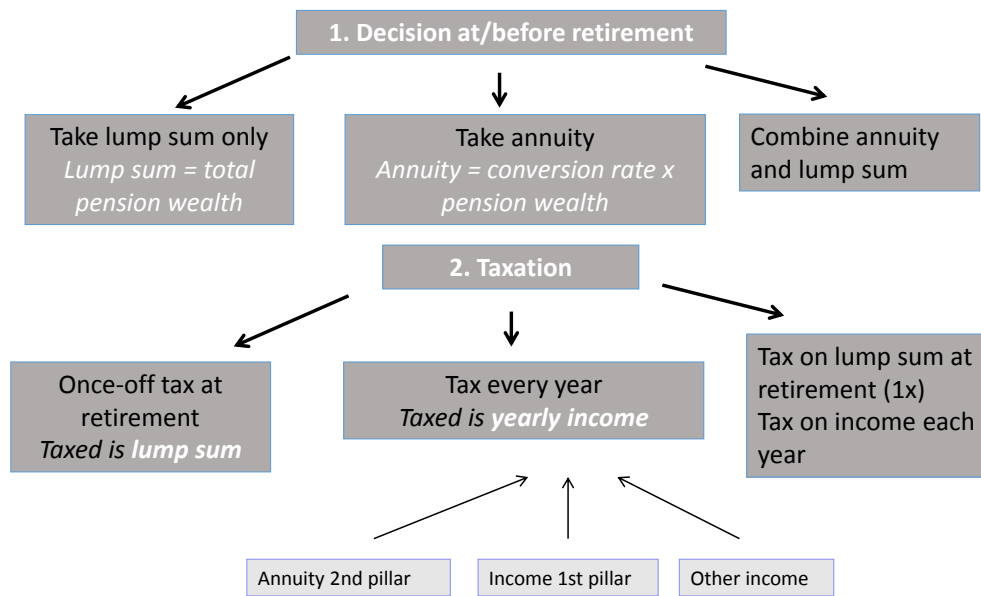 1. Decision at/before retirement
Take lump sum only
Lump sum = total
pension wealth
Take annuity
Annuity = conversion rate x
pension wealth
Combine annuity
and lump sum
2. Taxation
Once-off tax at
retirement
Taxed is lump sum
Tax every year
Taxed is yearly income
Tax on lump sum at
retirement (1x)
Tax on income each
year
Annuity 2nd pillar
Income 1st pillar
Other income